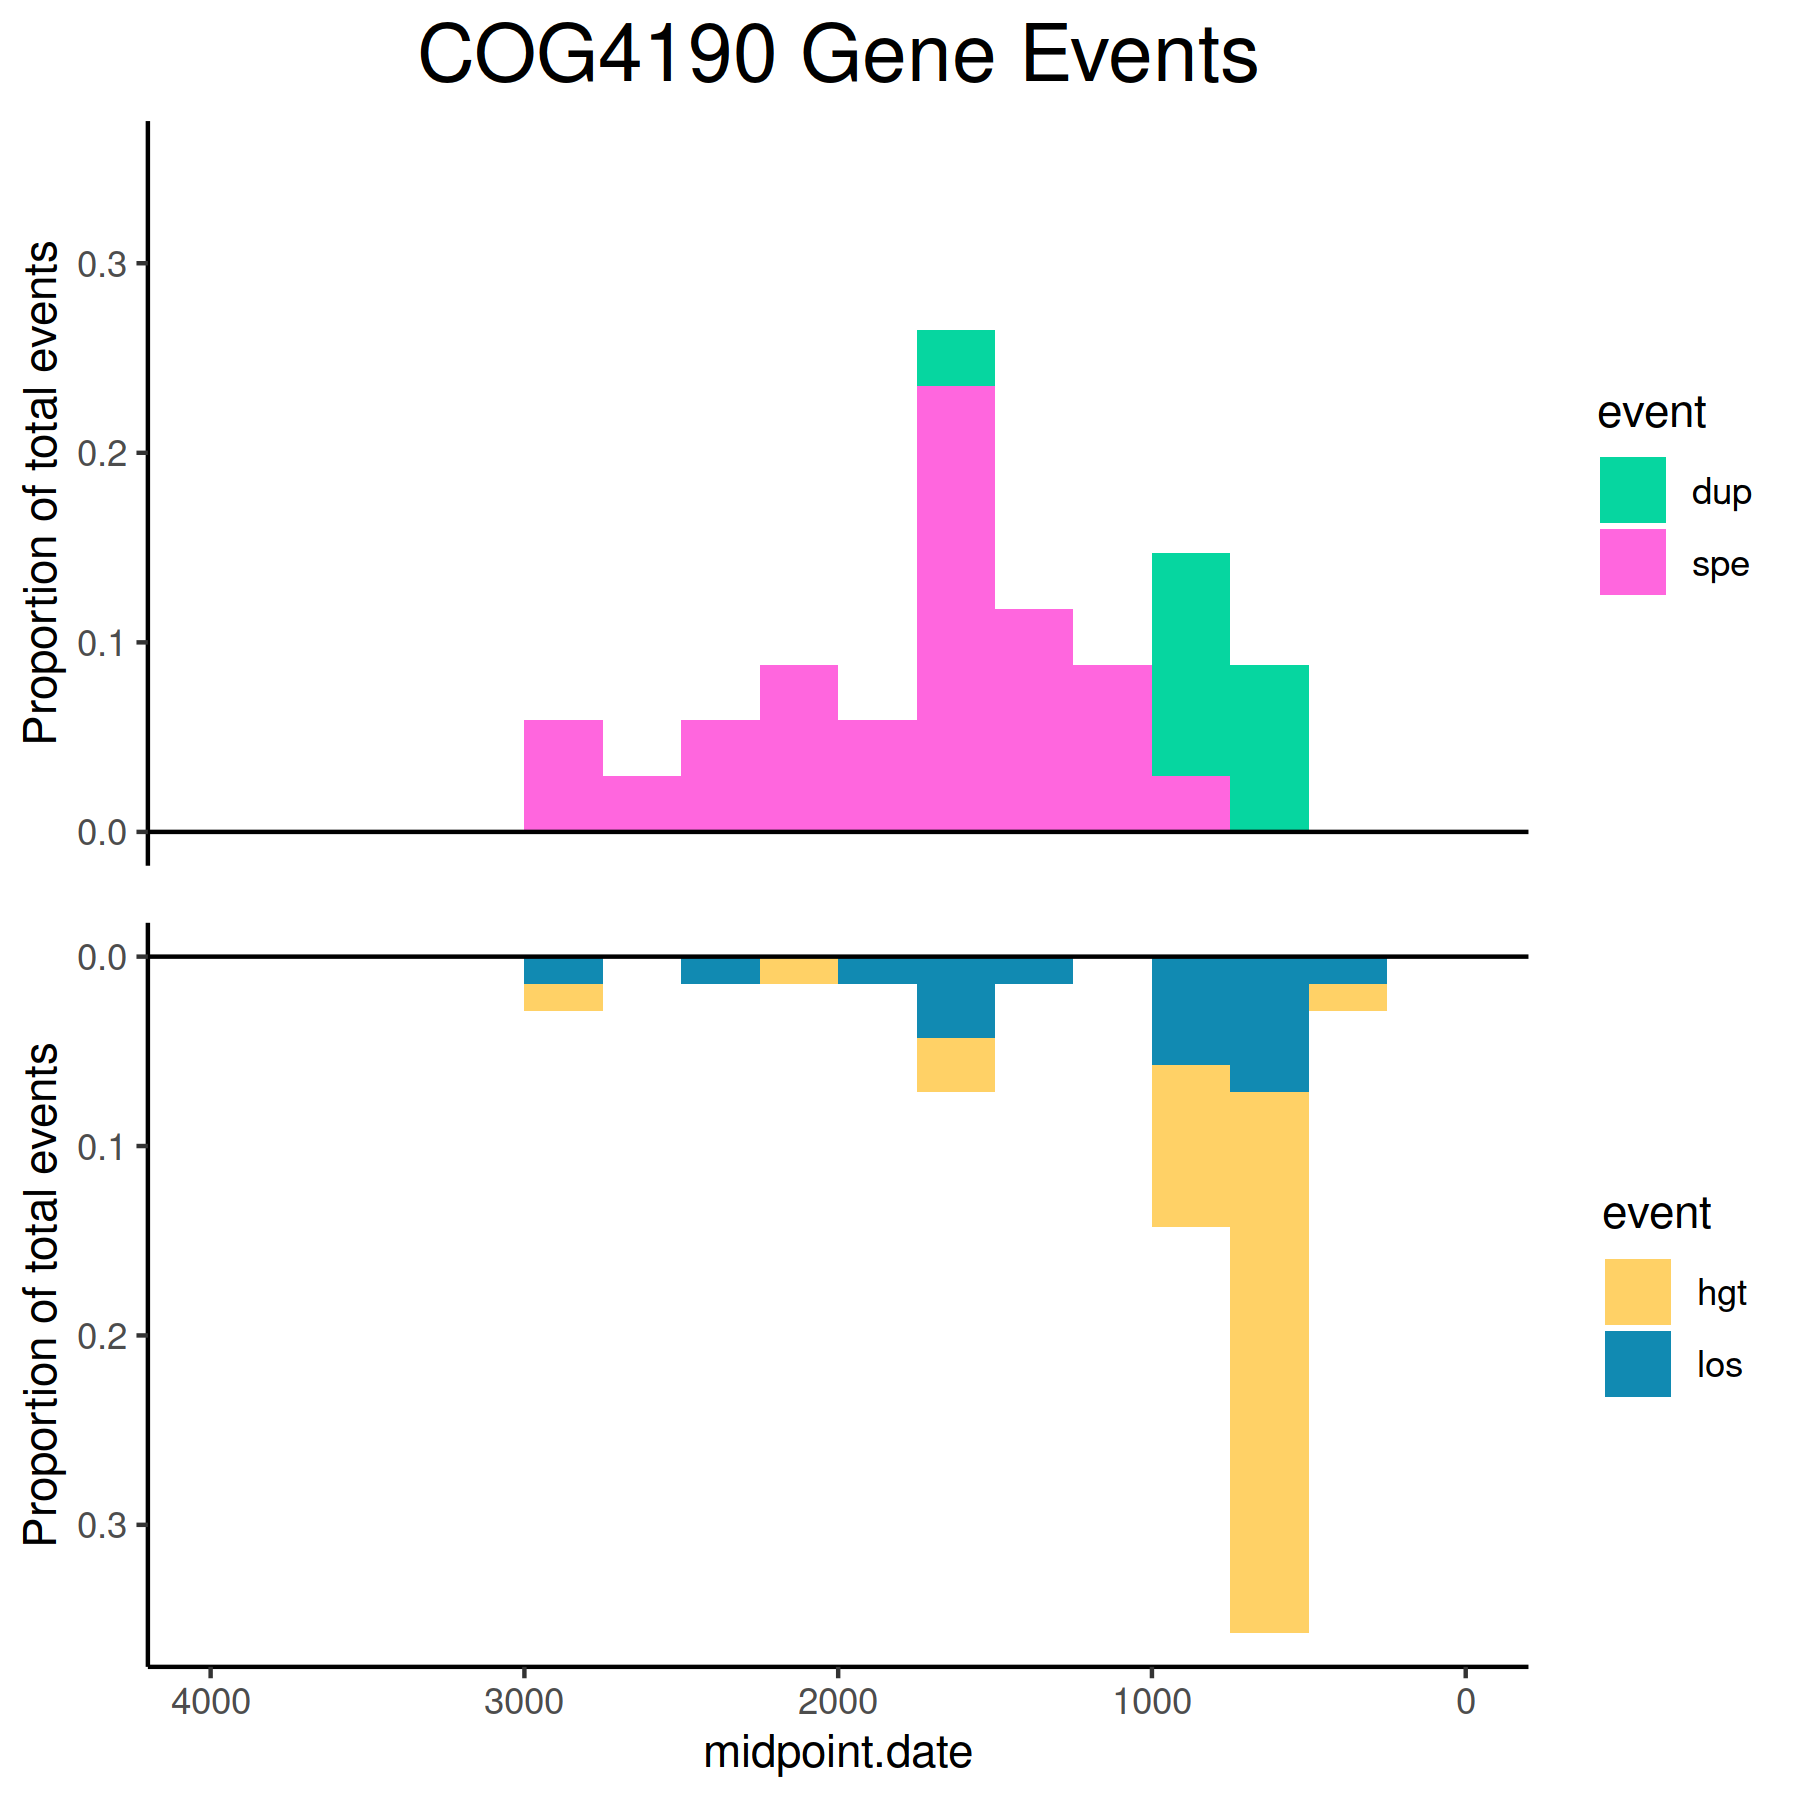 COG4190 Gene Events
Proportion of total events
0.3
0.2
0.1
0.0
event
dup
spe
Proportion of total events
0.0
0.1
0.2
0.3
event
hgt
los
4000 3000 2000 1000 0
midpoint.date